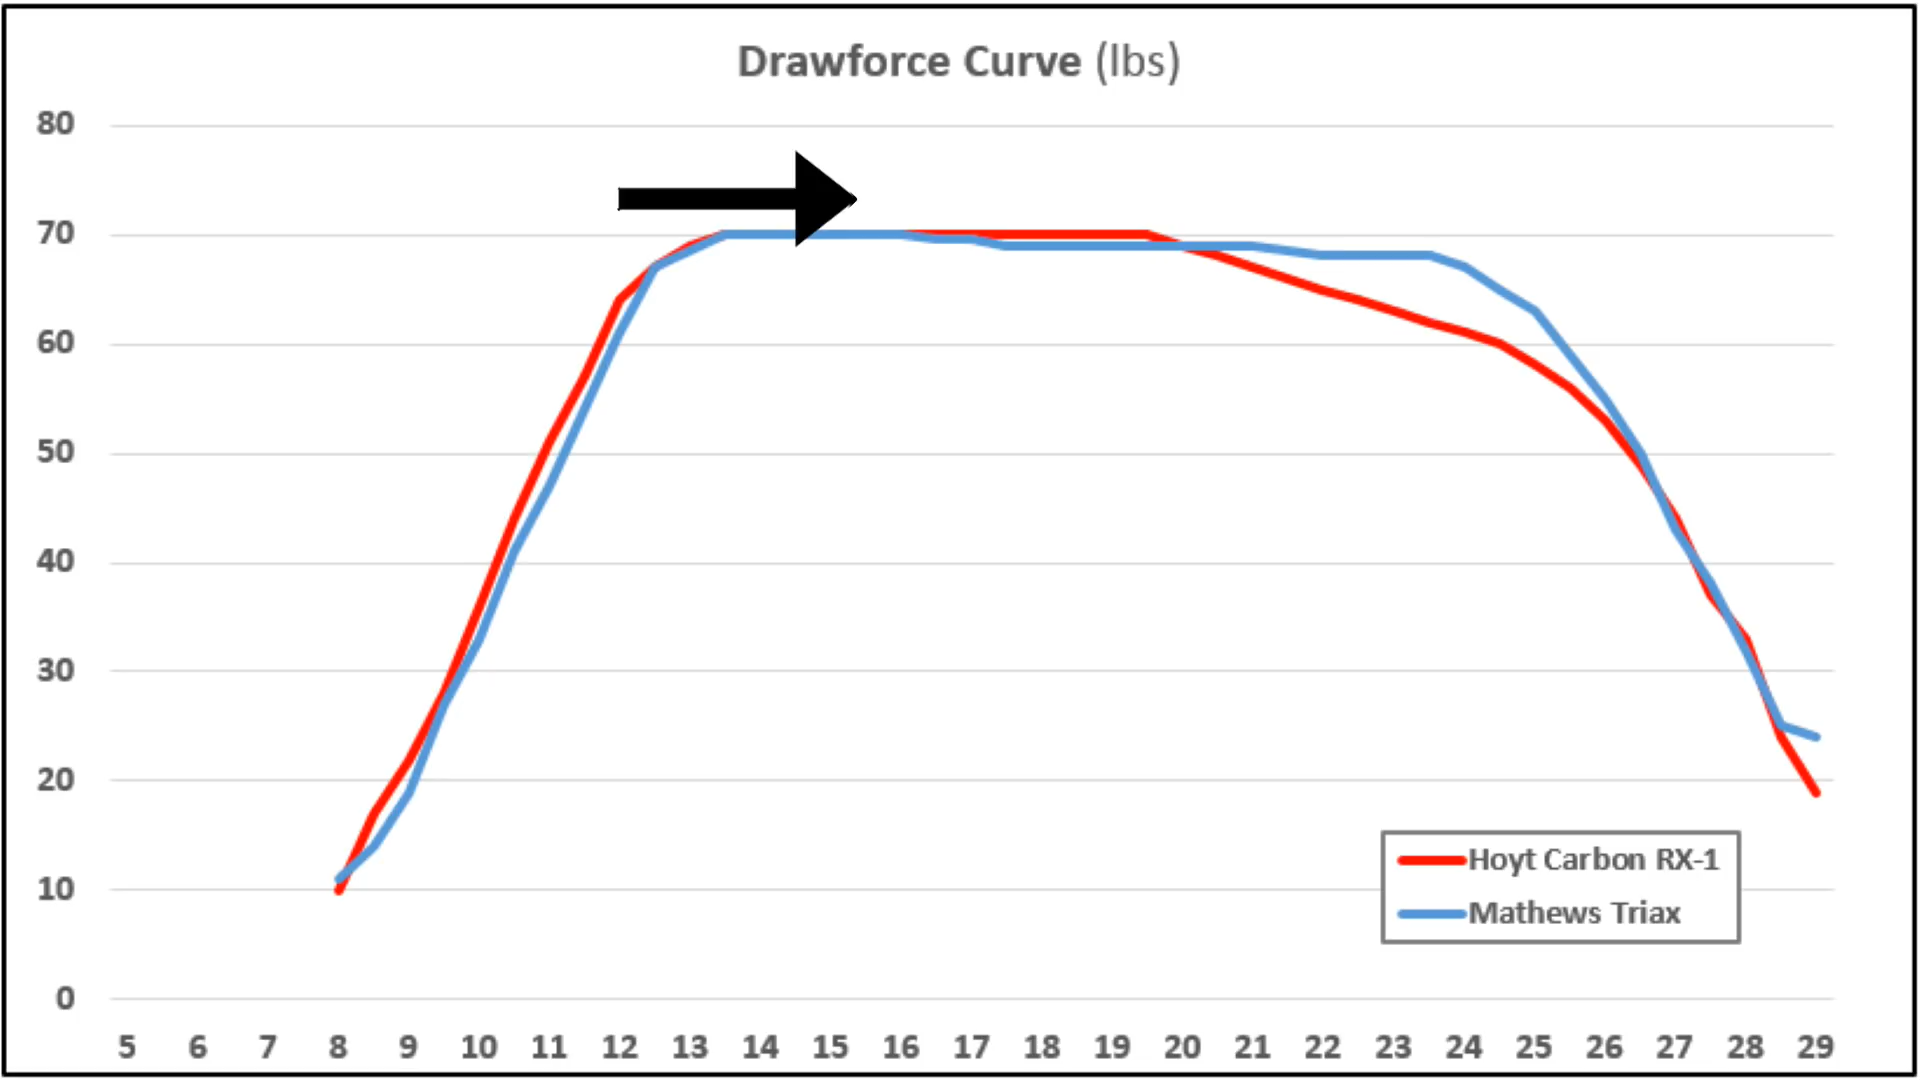 Drawforce Curve (lbs)
80
70
60
50
40
30
20
10
0
5 6 7 8 9 10 11 12 13 14 15 16 17 18 19 20 21 22 23 24 25 26 27 28 29
Hoyt Carbon RX-1
Mathews Triax